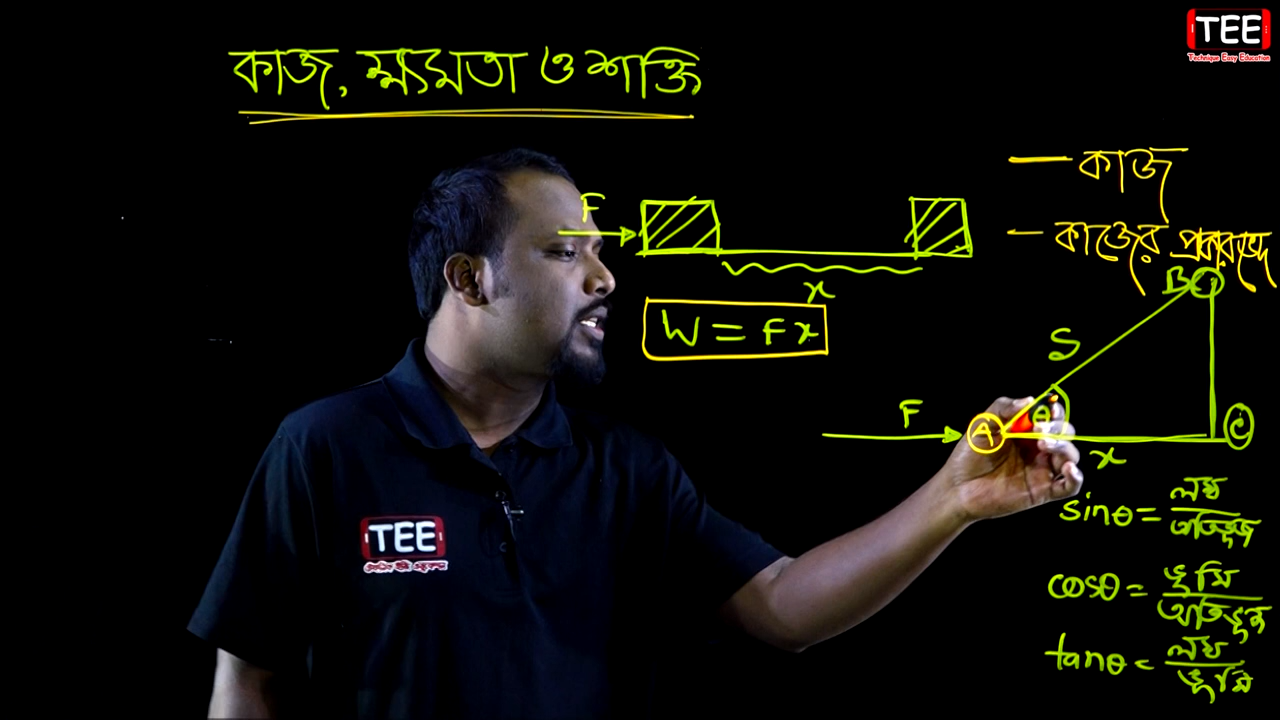 TEE
Technique Easy Education
কাজ, ক্ষমতা ও শক্তি
— কাজ
— কাজের প্রকারভেদ
F
x
W = Fx
B
S
F
A
θ
C
x
sinθ = লম্ব / অতিভুজ
cosθ = ভূমি / অতিভুজ
tanθ = লম্ব / ভূমি
TEE